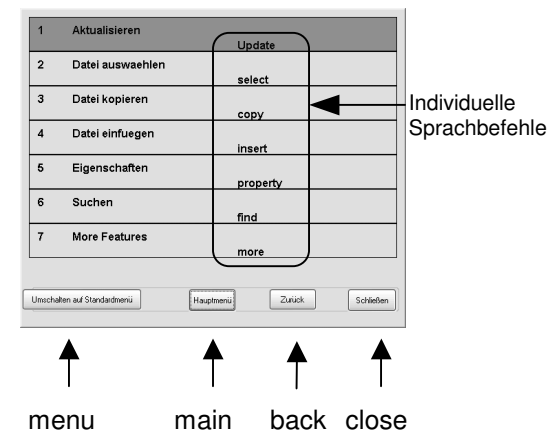 1 Aktualisieren
Update
2 Datei auswaehlen
select
3 Datei kopieren
copy
4 Datei einfuegen
insert
5 Eigenschaften
property
6 Suchen
find
7 More Features
more
Individuelle
Sprachbefehle
Umschalten auf Standardmenü Hauptmenü Zurück Schließen
menu main back close